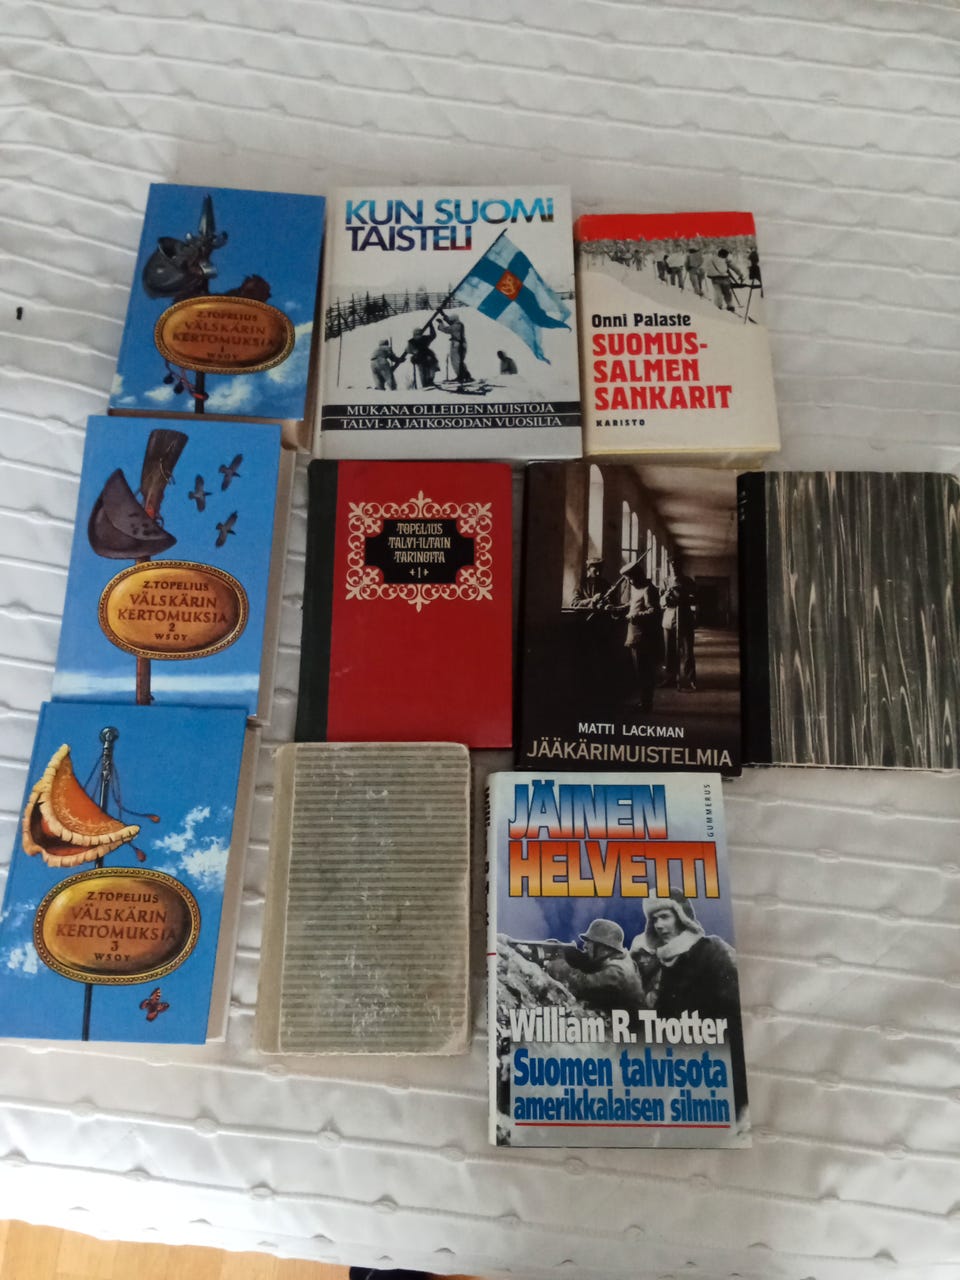 Z.TOPELIUS
VÄLSKÄRIN
KERTOMUKSIA
1
WSOY
KUN SUOMI
TAISTELI
MUKANA OLLEIDEN MUISTOJA
TALVI- JA JATKOSODAN VUOSILTA
Onni Palaste
SUOMUS-
SALMEN
SANKARIT
KARISTO
Z.TOPELIUS
VÄLSKÄRIN
KERTOMUKSIA
2
WSOY
TOPELIUS
TALVI-ILTAIN
TARINOITA
I
MATTI LACKMAN
JÄÄKÄRIMUISTELMIA
Z.TOPELIUS
VÄLSKÄRIN
KERTOMUKSIA
3
WSOY
JÄINEN
HELVETTI
GUMMERUS
William R. Trotter
Suomen talvisota
amerikkalaisen silmin